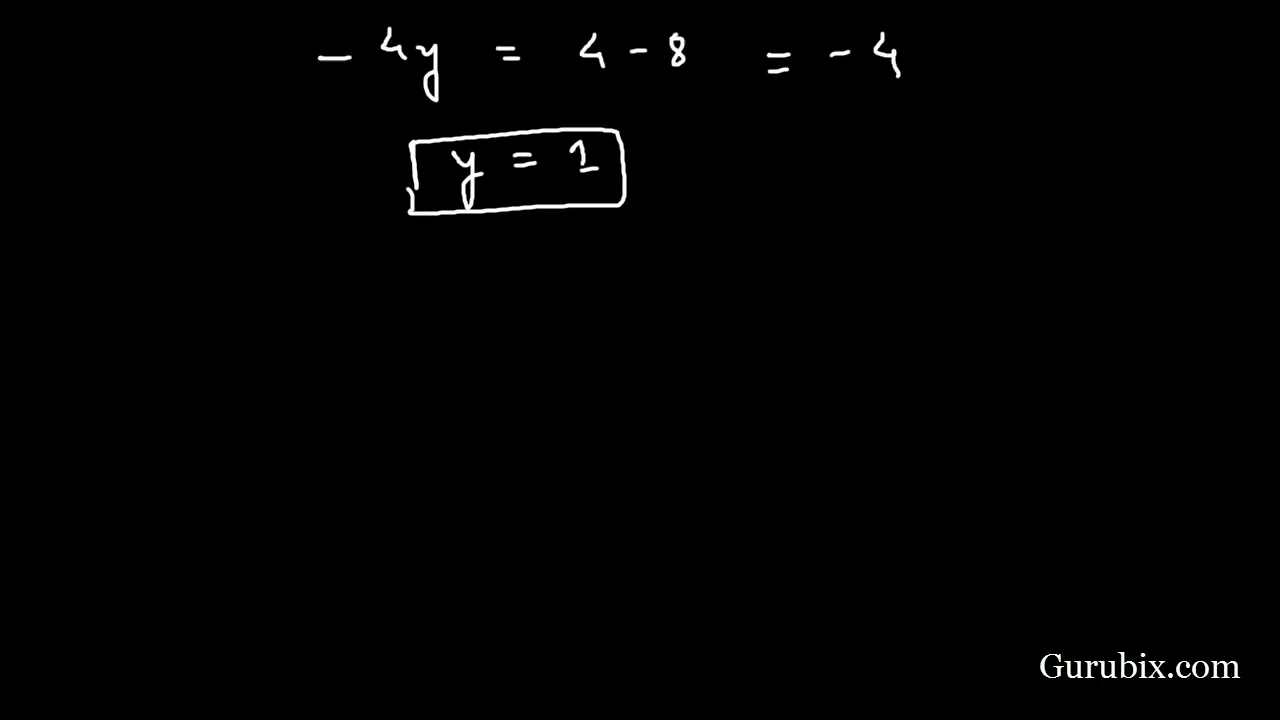 - 4y = 4 - 8 = - 4
y = 1
Gurubix.com